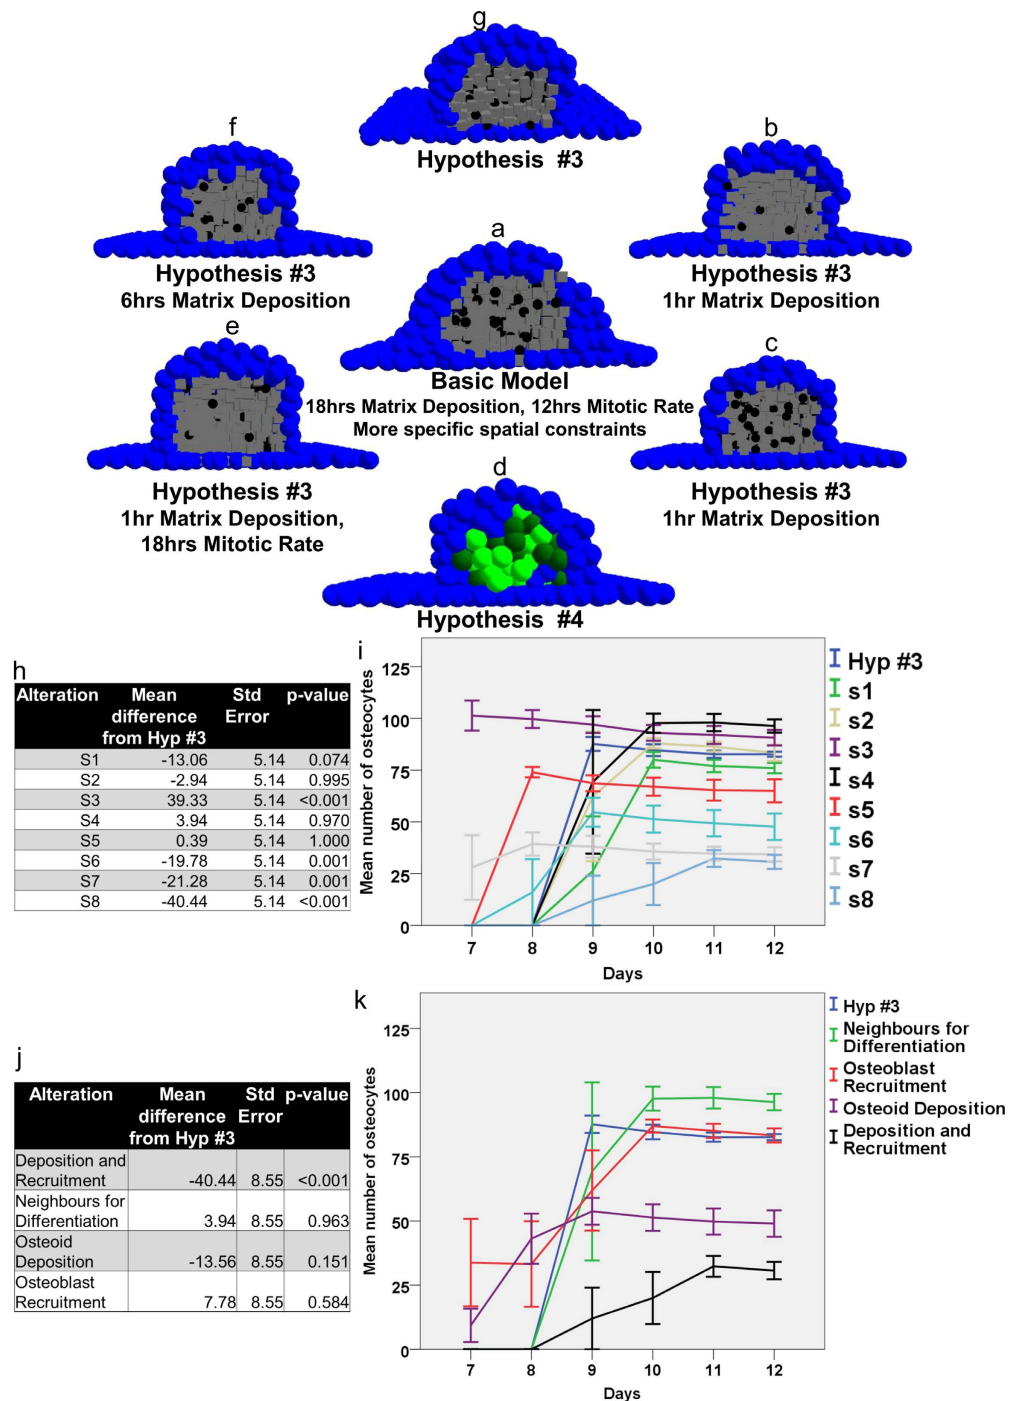 g
Hypothesis #3
f
Hypothesis #3
6hrs Matrix Deposition
b
Hypothesis #3
1hr Matrix Deposition
a
Basic Model
18hrs Matrix Deposition, 12hrs Mitotic Rate
More specific spatial constraints
e
Hypothesis #3
1hr Matrix Deposition,
18hrs Mitotic Rate
c
Hypothesis #3
1hr Matrix Deposition
d
Hypothesis #4
h
Alteration Mean difference from Hyp #3 Std Error p-value
S1 -13.06 5.14 0.074
S2 -2.94 5.14 0.995
S3 39.33 5.14 <0.001
S4 3.94 5.14 0.970
S5 0.39 5.14 1.000
S6 -19.78 5.14 0.001
S7 -21.28 5.14 0.001
S8 -40.44 5.14 <0.001
i
Mean number of osteocytes
125
100
75
50
25
0
7 8 9 10 11 12
Days
Hyp #3
s1
s2
s3
s4
s5
s6
s7
s8
j
Alteration Mean difference from Hyp #3 Std Error p-value
Deposition and
Recruitment -40.44 8.55 <0.001
Neighbours for
Differentiation 3.94 8.55 0.963
Osteoid
Deposition -13.56 8.55 0.151
Osteoblast
Recruitment 7.78 8.55 0.584
k
Mean number of osteocytes
125
100
75
50
25
0
7 8 9 10 11 12
Days
Hyp #3
Neighbours for
Differentiation
Osteoblast
Recruitment
Osteoid Deposition
Deposition and
Recruitment